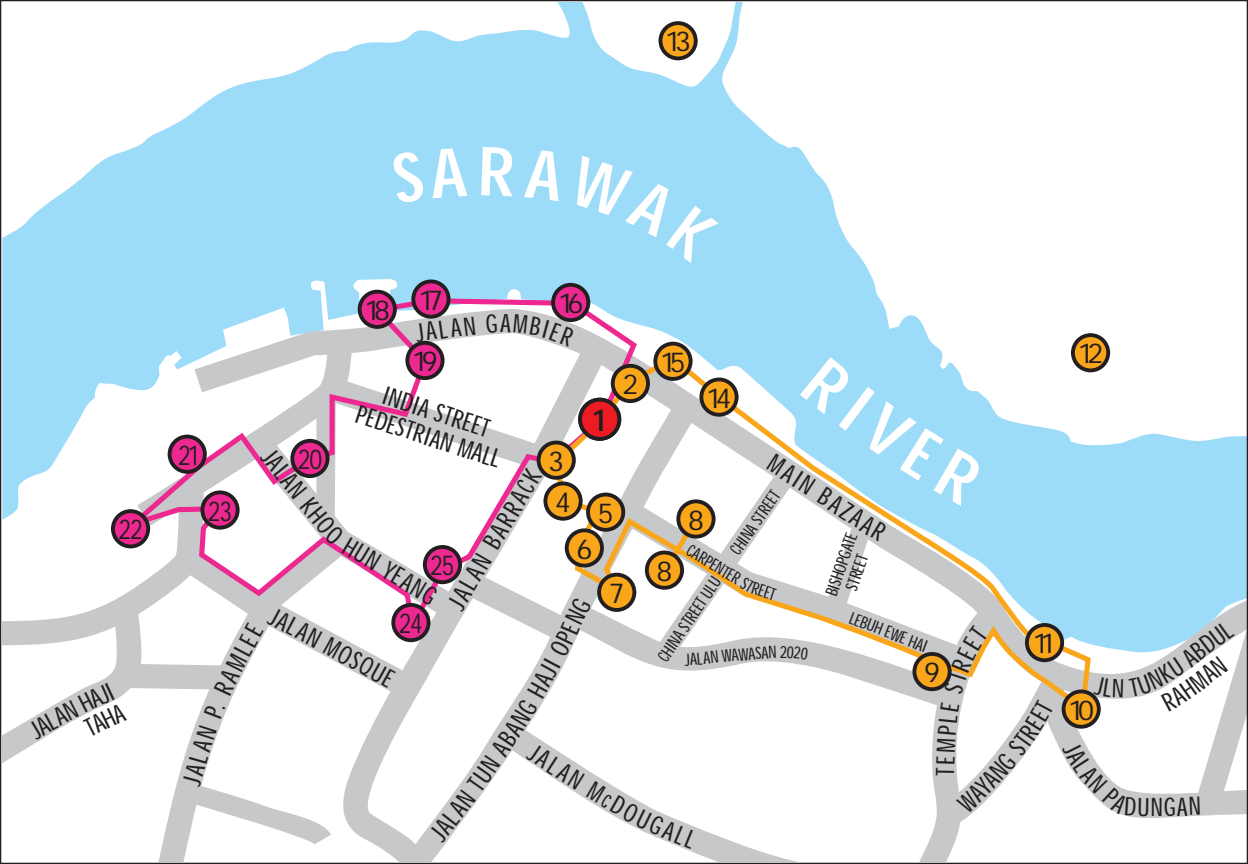 13
SARAWAK
RIVER
12
18
17
16
JALAN GAMBIER
19
15
2
14
1
INDIA STREET
PEDESTRIAN MALL
3
21
20
JALAN KHOO HUN YEANG
22
23
4
5
6
7
8
8
MAIN BAZAAR
CHINA STREET
BISHOPGATE
STREET
CARPENTER STREET
CHINA STREET ULU
LEBUH EWE HAI
JALAN WAWASAN 2020
25
24
JALAN BARRACK
JALAN MOSQUE
JALAN P. RAMLEE
JALAN HAJI
TAHA
JALAN TUN ABANG HAJI OPENG
JALAN McDOUGALL
9
TEMPLE STREET
11
10
JLN TUNKU ABDUL
RAHMAN
WAYANG STREET
JALAN PADUNGAN